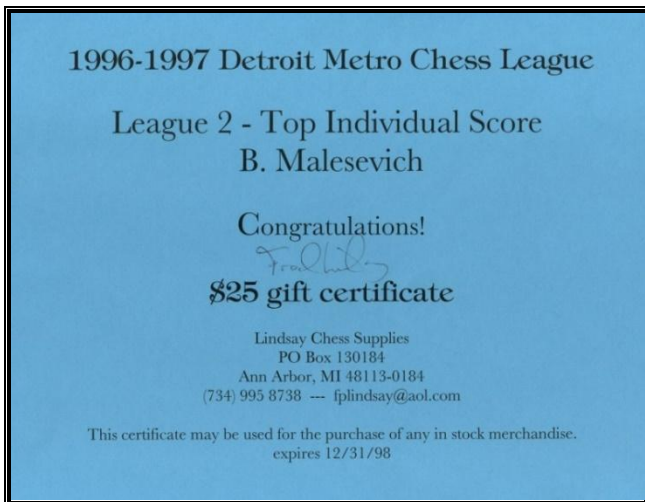 1996-1997 Detroit Metro Chess League
League 2 - Top Individual Score
B. Malesevich
Congratulations!
$25 gift certificate
Lindsay Chess Supplies
PO Box 130184
Ann Arbor, MI 48113-0184
(734) 995 8738 --- fplindsay@aol.com
This certificate may be used for the purchase of any in stock merchandise.
expires 12/31/98